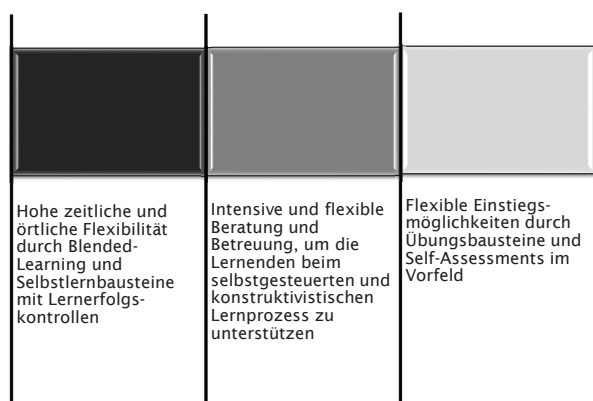 Hohe zeitliche und
örtliche Flexibilität
durch Blended-
Learning und
Selbstlernbausteine
mit Lernerfolgs-
kontrollen
Intensive und flexible
Beratung und
Betreuung, um die
Lernenden beim
selbstgesteuerten und
konstruktivistischen
Lernprozess zu
unterstützen
Flexible Einstiegs-
möglichkeiten durch
Übungsbausteine und
Self-Assessments im
Vorfeld